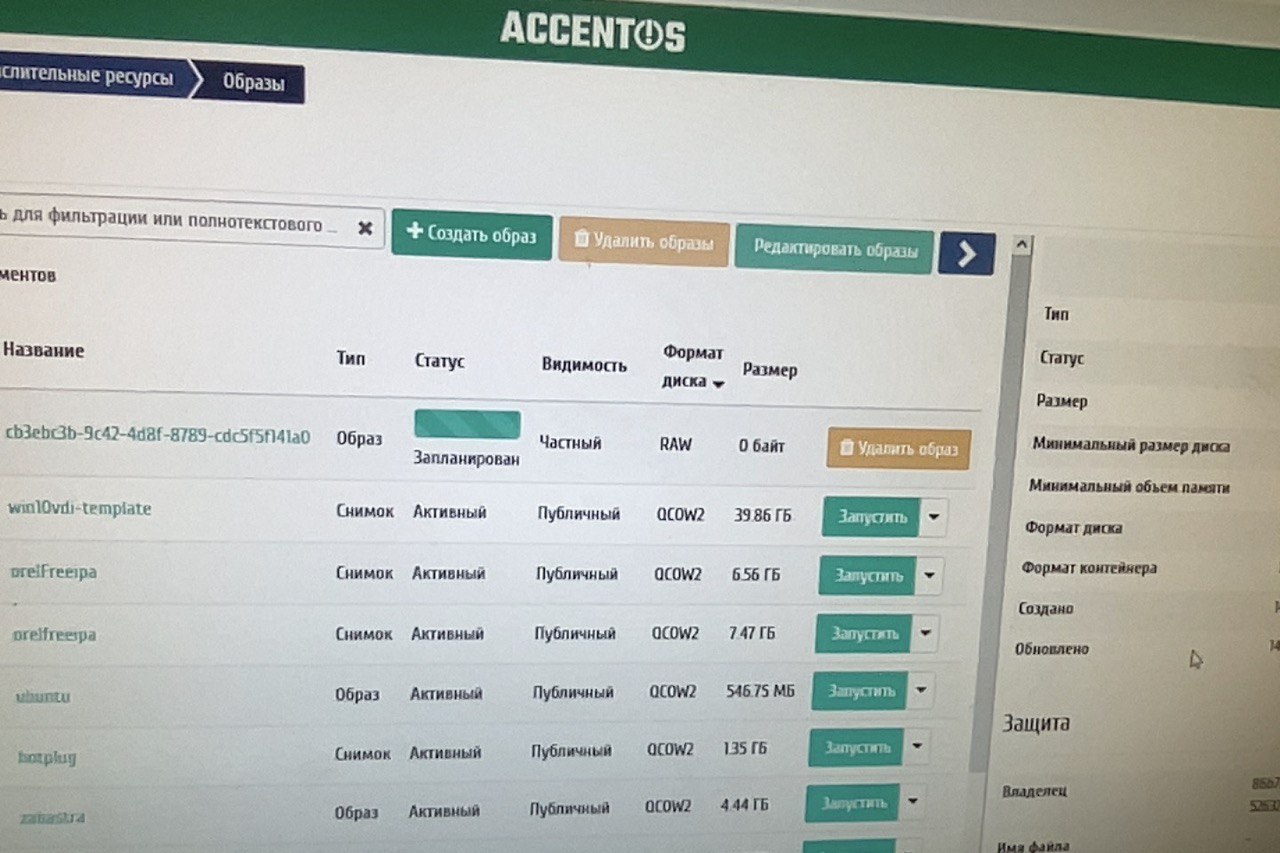 ACCENTOS
слительные ресурсы
Образы
ь для фильтрации или полнотекстового ...
Создать образ
Удалить образы
Редактировать образы
ментов
Название Тип Статус Видимость Формат диска Размер
cb3ebc3b-9c42-4d8f-8789-cdc5f5f141a0 Образ Запланирован Частный RAW 0 байт Удалить образ
win10vdi-template Снимок Активный Публичный QCOW2 39.86 ГБ Запустить
orelFreeipa Снимок Активный Публичный QCOW2 6.56 ГБ Запустить
orelfreeipa Снимок Активный Публичный QCOW2 7.47 ГБ Запустить
ubuntu Образ Активный Публичный QCOW2 546.75 МБ Запустить
hotplug Снимок Активный Публичный QCOW2 1.35 ГБ Запустить
Образ Активный Публичный QCOW2 4.44 ГБ Запустить
Тип
Статус
Размер
Минимальный размер диска
Минимальный объем памяти
Формат диска
Формат контейнера
Создано
Обновлено 14
Защита
Владелец
Имя файла